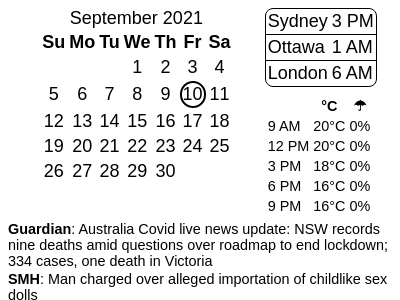 September 2021
Su Mo Tu We Th Fr Sa
1 2 3 4
5 6 7 8 9 10 11
12 13 14 15 16 17 18
19 20 21 22 23 24 25
26 27 28 29 30
Sydney 3 PM
Ottawa 1 AM
London 6 AM
°C ☂
9 AM 20°C 0%
12 PM 20°C 0%
3 PM 18°C 0%
6 PM 16°C 0%
9 PM 16°C 0%
Guardian: Australia Covid live news update: NSW records
nine deaths amid questions over roadmap to end lockdown;
334 cases, one death in Victoria
SMH: Man charged over alleged importation of childlike sex
dolls